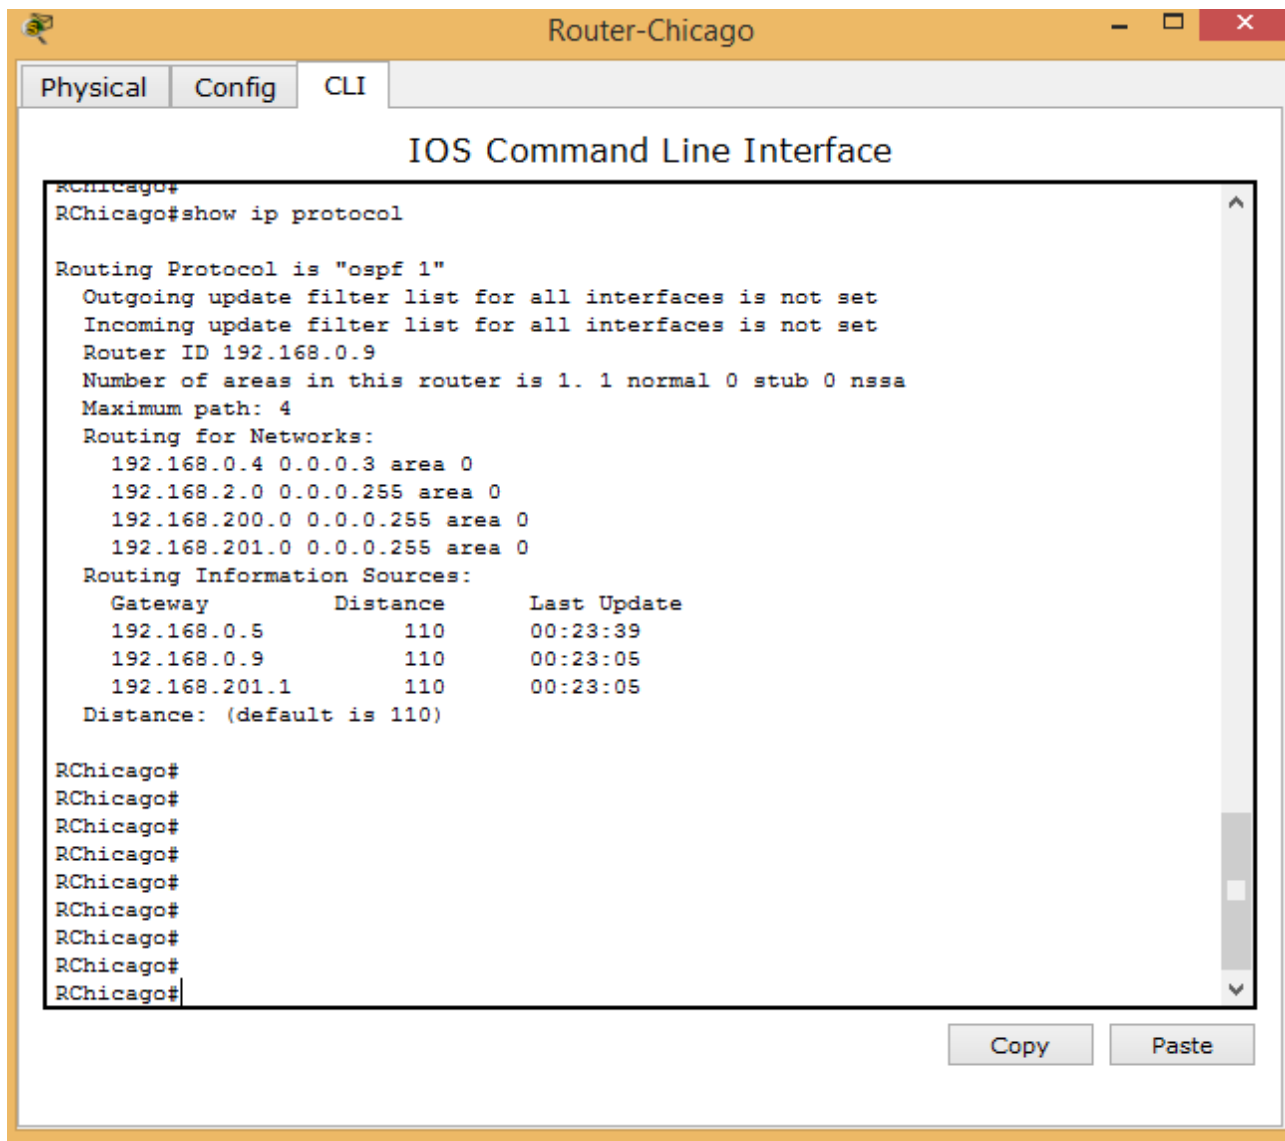 Router-Chicago
Physical Config CLI
IOS Command Line Interface
RChicago#
RChicago#show ip protocol
Routing Protocol is "ospf 1"
Outgoing update filter list for all interfaces is not set
Incoming update filter list for all interfaces is not set
Router ID 192.168.0.9
Number of areas in this router is 1. 1 normal 0 stub 0 nssa
Maximum path: 4
Routing for Networks:
192.168.0.4 0.0.0.3 area 0
192.168.2.0 0.0.0.255 area 0
192.168.200.0 0.0.0.255 area 0
192.168.201.0 0.0.0.255 area 0
Routing Information Sources:
Gateway Distance Last Update
192.168.0.5 110 00:23:39
192.168.0.9 110 00:23:05
192.168.201.1 110 00:23:05
Distance: (default is 110)
RChicago#
RChicago#
RChicago#
RChicago#
RChicago#
RChicago#
RChicago#
RChicago#
RChicago#
Copy Paste